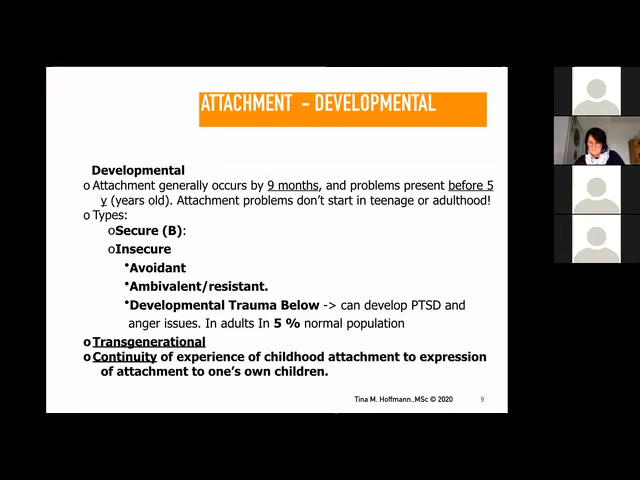 ATTACHMENT - DEVELOPMENTAL
Developmental
o Attachment generally occurs by 9 months, and problems present before 5
y (years old). Attachment problems don't start in teenage or adulthood!
o Types:
o Secure (B):
o Insecure
• Avoidant
• Ambivalent/resistant.
• Developmental Trauma Below -> can develop PTSD and
anger issues. In adults In 5 % normal population
o Transgenerational
o Continuity of experience of childhood attachment to expression
of attachment to one's own children.
Tina M. Hoffmann.,MSc © 2020 9